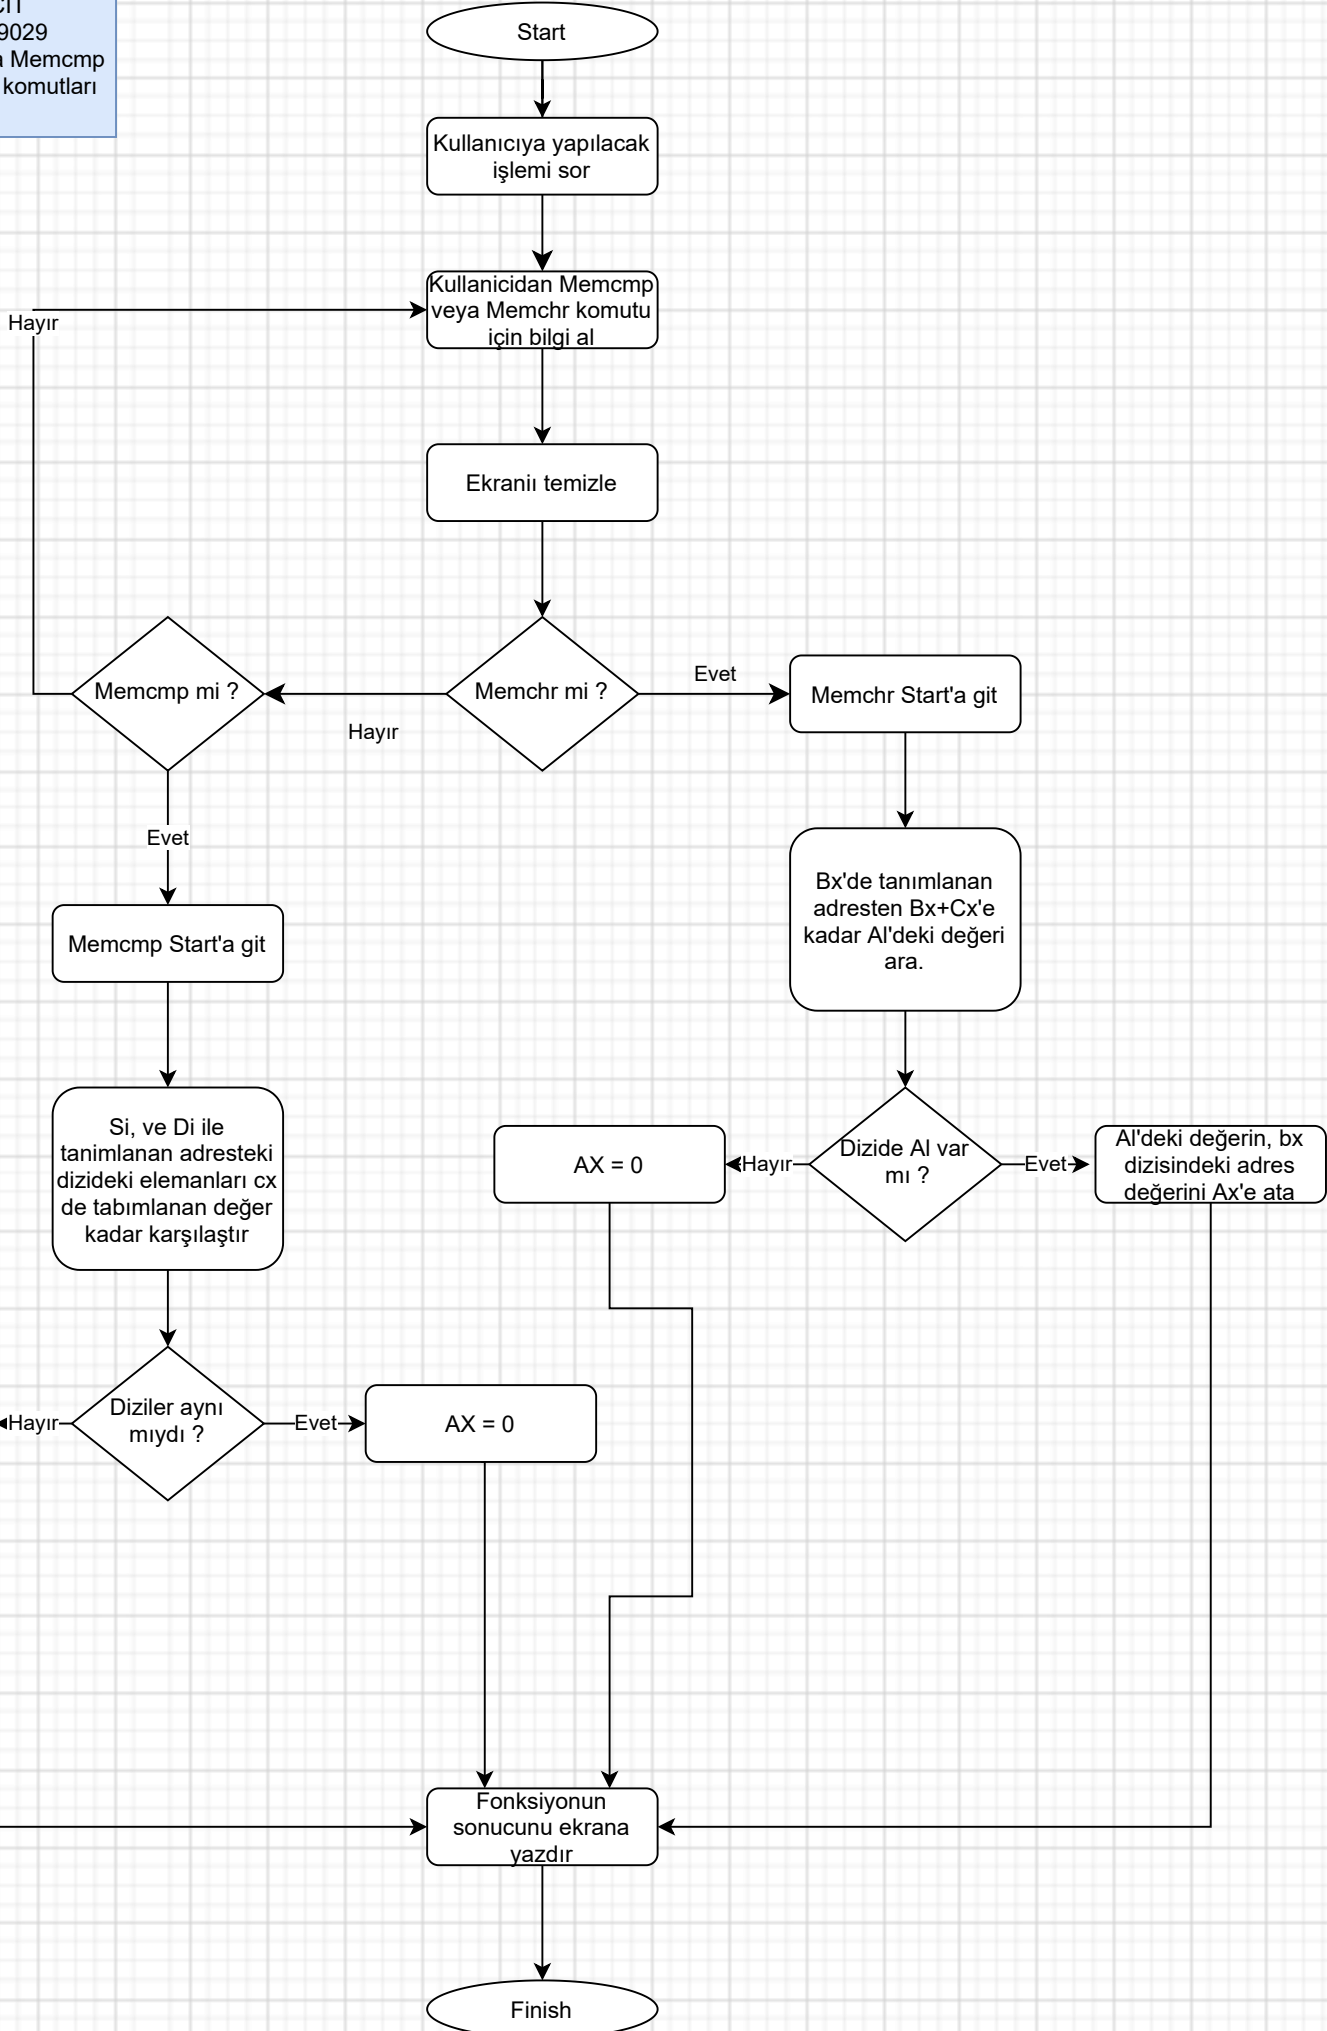 9029
Memcmp
komutları
Start
Kullanıcıya yapılacak
işlemi sor
Kullanicidan Memcmp
veya Memchr komutu
için bilgi al
Hayır
Ekraniı temizle
Memcmp mi ?
Hayır
Memchr mi ?
Evet
Memchr Start'a git
Evet
Memcmp Start'a git
Bx'de tanımlanan
adresten Bx+Cx'e
kadar Al'deki değeri
ara.
Si, ve Di ile
tanimlanan adresteki
dizideki elemanları cx
de tabımlanan değer
kadar karşılaştır
AX = 0
Hayır
Dizide Al var
mı ?
Evet
Al'deki değerin, bx
dizisindeki adres
değerini Ax'e ata
Hayır
Diziler aynı
mıydı ?
Evet
AX = 0
Fonksiyonun
sonucunu ekrana
yazdır
Finish